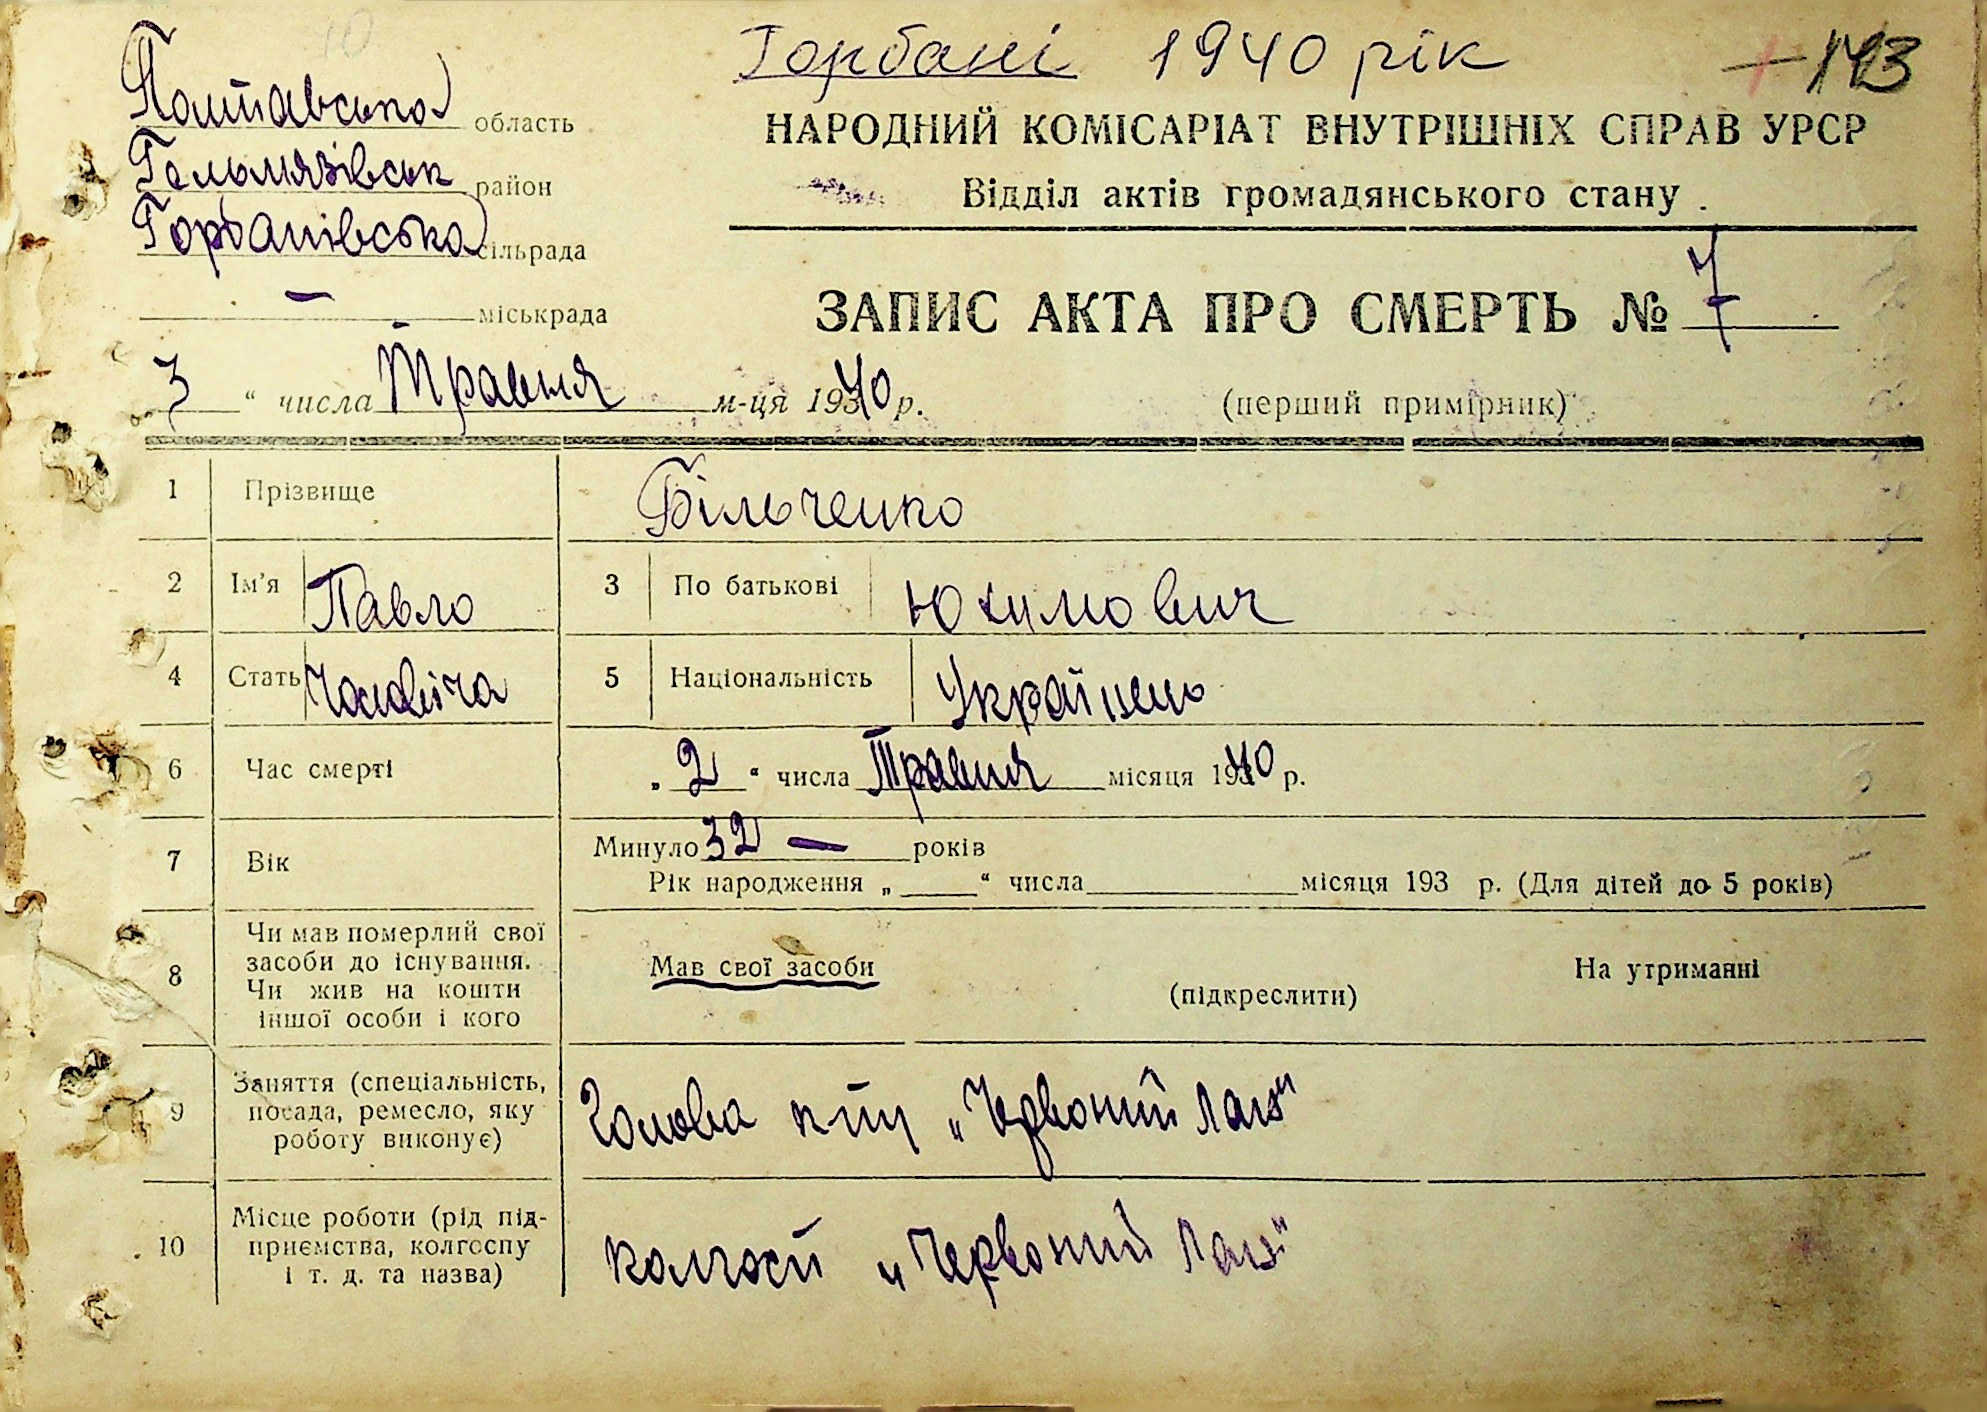 Горбані 1940 рік
143
Полтавська область
Гельмязівськ район
Горбанівська сільрада
— міськрада
НАРОДНИЙ КОМІСАРІАТ ВНУТРІШНІХ СПРАВ УРСР
Відділ актів громадянського стану
ЗАПИС АКТА ПРО СМЕРТЬ № 7
„ 3 “ числа Травня м-ця 1940 р.
(перший примірник)
1 Прізвище Більченко
2 Ім'я Павло 3 По батькові Юхимович
4 Стать Чоловіча 5 Національність Українець
6 Час смерті „ 2 “ числа Травня місяця 1940 р.
7 Вік Минуло 32 — років
Рік народження „ “ числа місяця 193 р. (Для дітей до 5 років)
8 Чи мав померлий свої
засоби до існування.
Чи жив на кошти
іншої особи і кого
Мав свої засоби (підкреслити) На утриманні
9 Заняття (спеціальність,
посада, ремесло, яку
роботу виконує)
Голова „Червоний Лан"
10 Місце роботи (рід під-
приємства, колгоспу
і т. д. та назва)
колгосп „Червоний Лан"